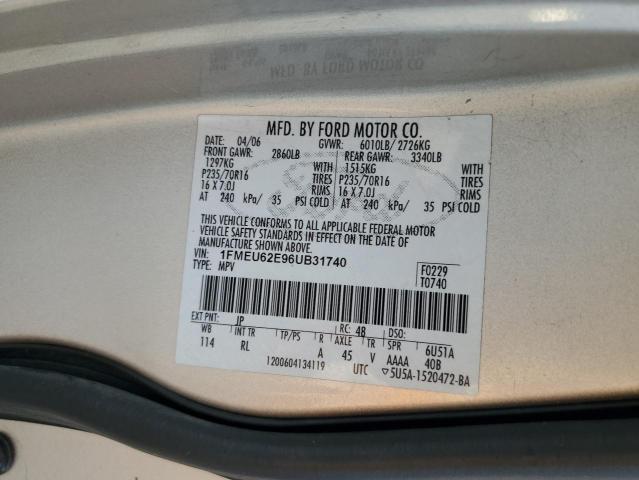 MFD. BY FORD MOTOR CO.
DATE: 04/06 GVWR: 6010LB/ 2726KG
FRONT GAWR: 2860LB REAR GAWR: 3340LB
1297KG WITH 1515KG WITH
P235/70R16 TIRES P235/70R16 TIRES
16 X 7.0J RIMS 16 X 7.0J RIMS
AT 240 kPa/ 35 PSI COLD AT 240 kPa/ 35 PSI COLD
THIS VEHICLE CONFORMS TO ALL APPLICABLE FEDERAL MOTOR
VEHICLE SAFETY STANDARDS IN EFFECT ON THE DATE OF
MANUFACTURE SHOWN ABOVE.
VIN: 1FMEU62E96UB31740 F0229
TYPE: MPV T0740
EXT PNT: JP RC: 48 DSO:
WB INT TR TP/PS R AXLE TR SPR 6U51A
114 RL A 45 V AAAA 40B
1200604134119 UTC ▽5U5A-1520472-BA
BY FORD MOTOR CO.